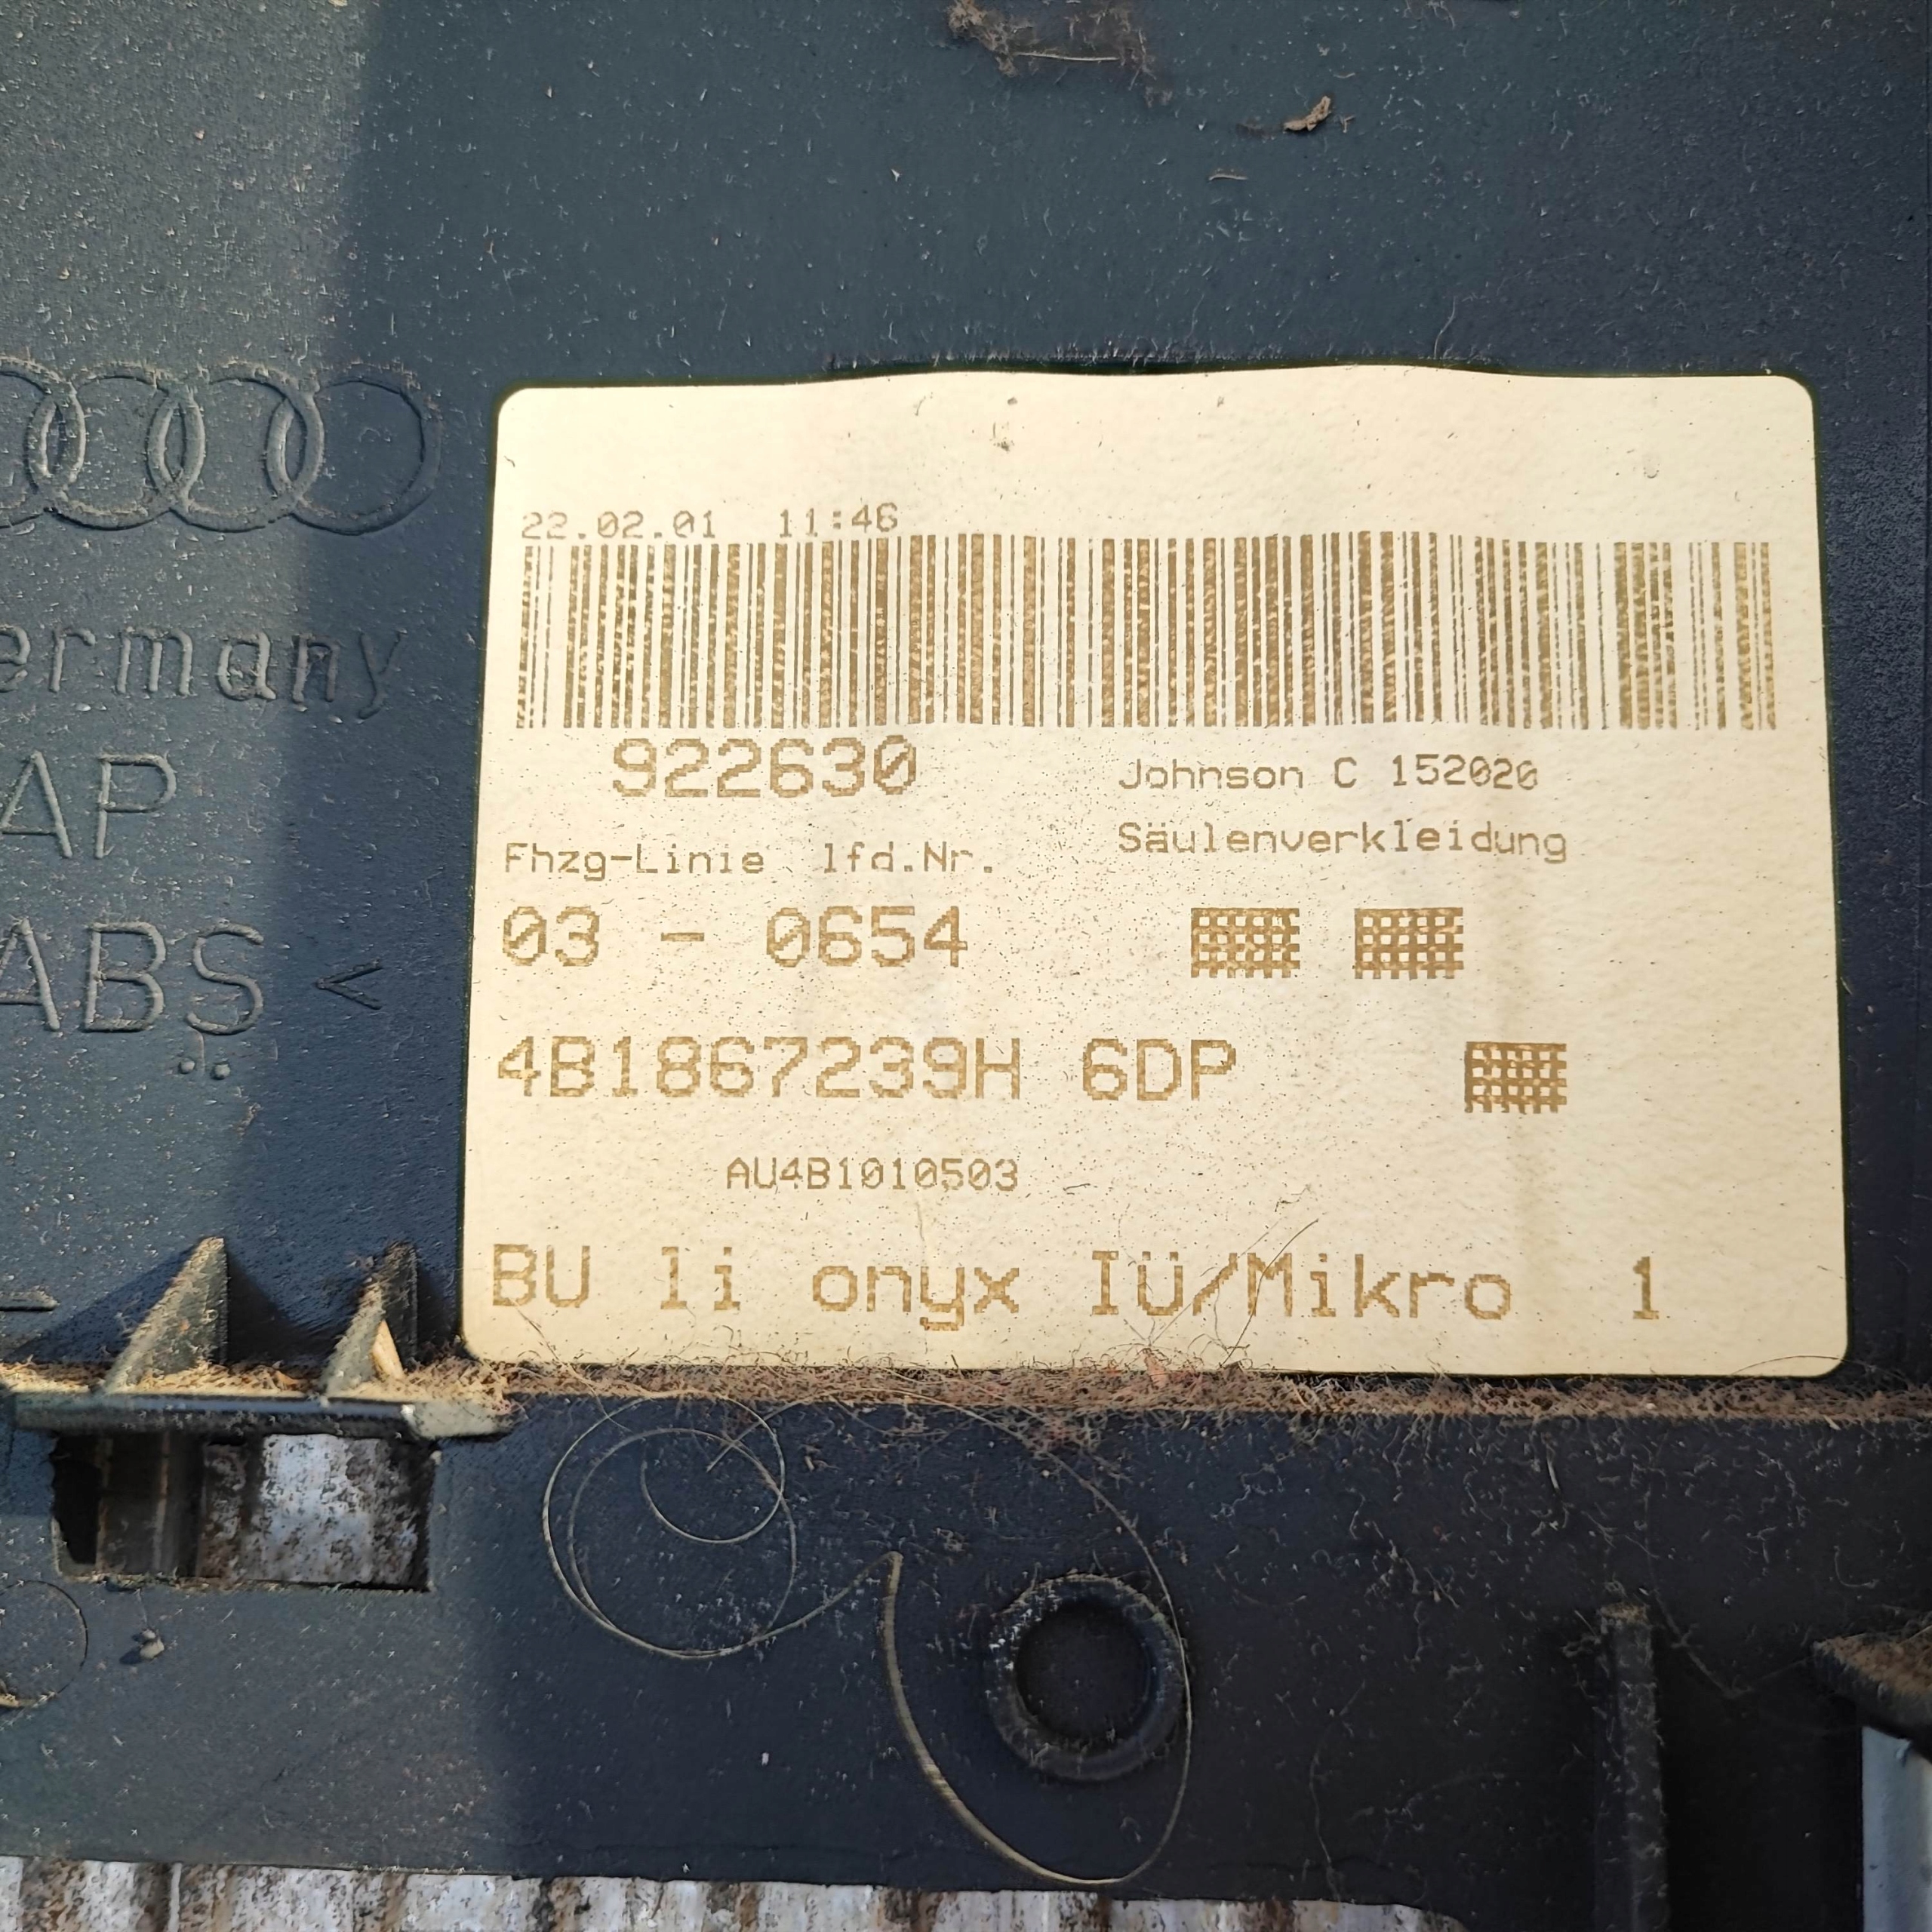 22.02.01 11:46
922630
Johnson C 152020
Säulenverkleidung
Fhzg-Linie lfd.Nr.
03 - 0654
4B1867239H 6DP
AU4B1010503
BU li onyx IÜ/Mikro 1
ermany
AP
ABS <